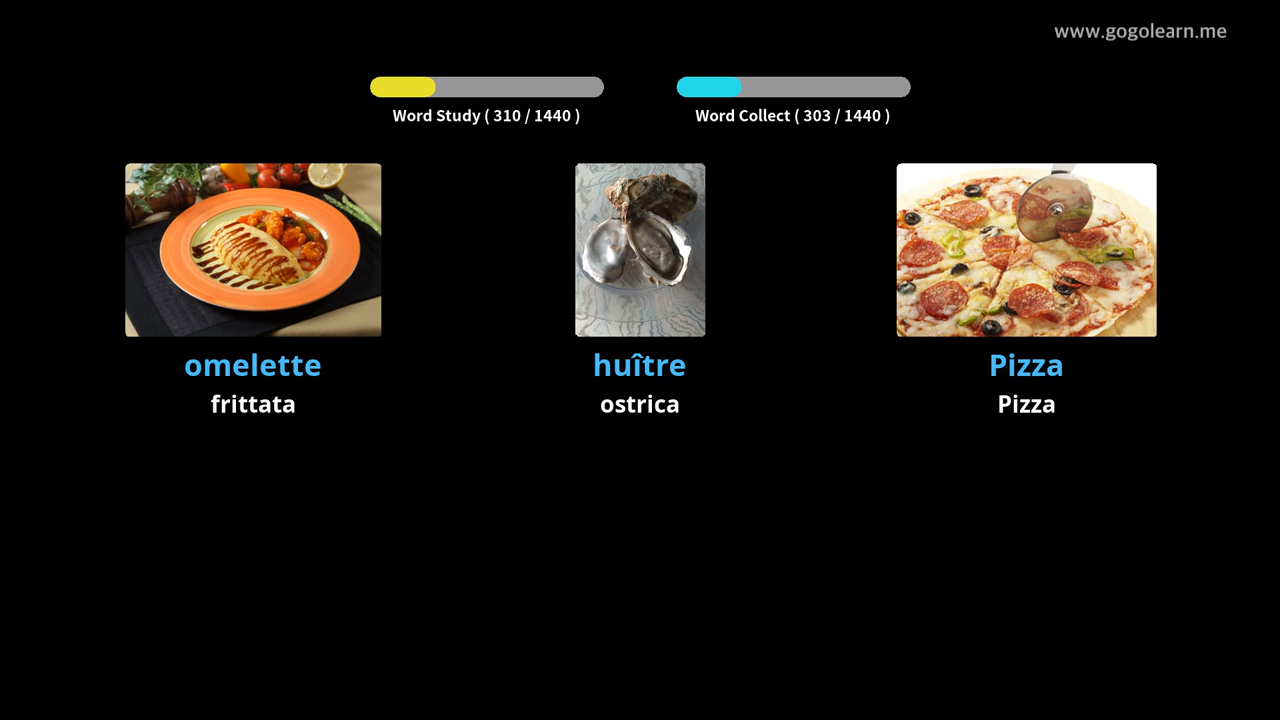 www.gogolearn.me
Word Study ( 310 / 1440 )
Word Collect ( 303 / 1440 )
omelette
frittata
huître
ostrica
Pizza
Pizza